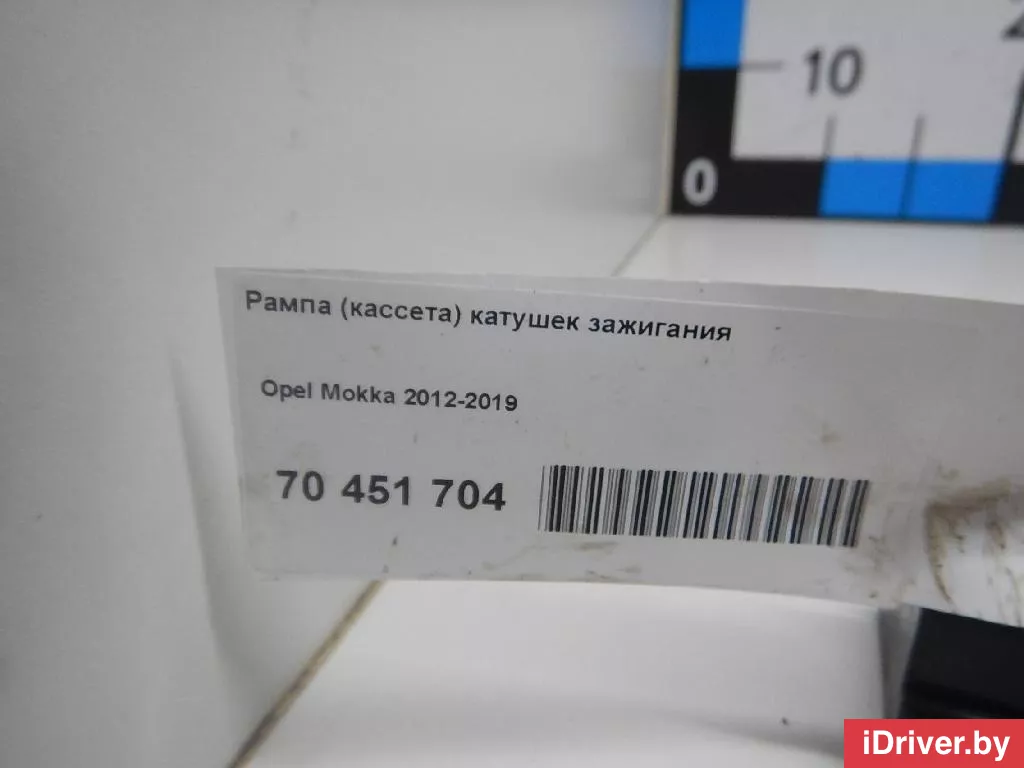 10
0
Рампа (кассета) катушек зажигания
Opel Mokka 2012-2019
70 451 704
iDriver.by